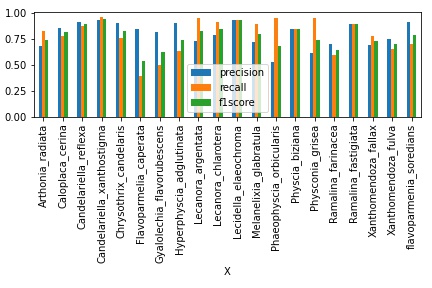 1.00
0.75
0.50
0.25
0.00
precision
recall
f1score
Arthonia_radiata
Caloplaca_cerina
Candelariella_reflexa
Candelariella_xanthostigma
Chrysothrix_candelaris
Flavoparmelia_caperata
Gyalolechia_flavorubescens
Hyperphyscia_adglutinata
Lecanora_argentata
Lecanora_chlarotera
Lecidella_elaeochroma
Melanelixia_glabratula
Phaeophyscia_orbicularis
Physcia_biziana
Physconia_grisea
Ramalina_farinacea
Ramalina_fastigiata
Xanthomendoza_fallax
Xanthomendoza_fulva
flavoparmenia_soredians
X